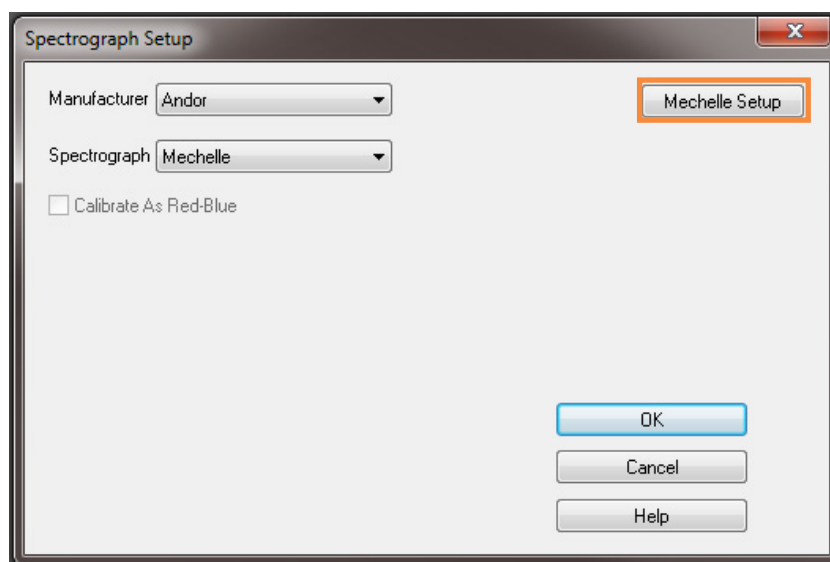 Spectrograph Setup
Manufacturer Andor
Mechelle Setup
Spectrograph Mechelle
Calibrate As Red-Blue
OK
Cancel
Help